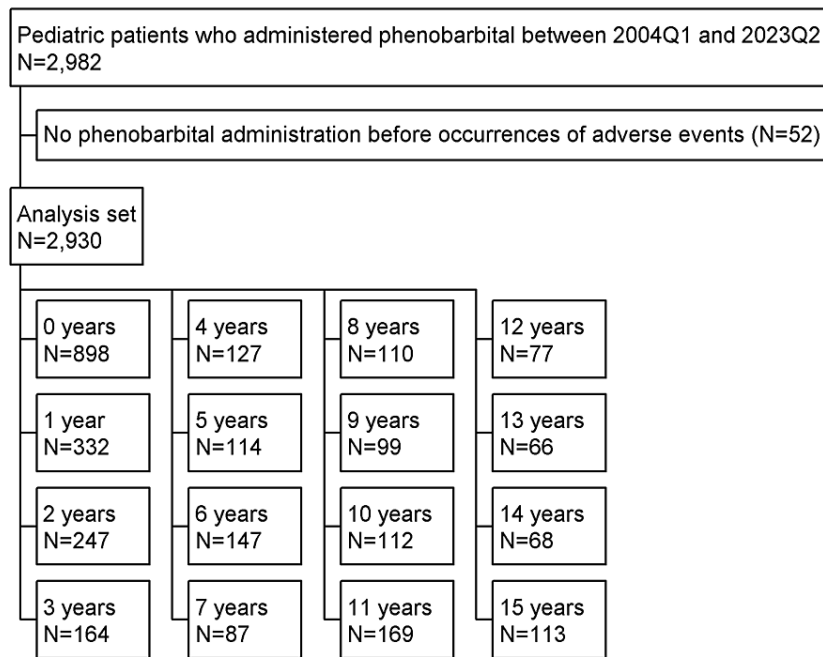 Pediatric patients who administered phenobarbital between 2004Q1 and 2023Q2
N=2,982
No phenobarbital administration before occurrences of adverse events (N=52)
Analysis set
N=2,930
0 years
N=898
1 year
N=332
2 years
N=247
3 years
N=164
4 years
N=127
5 years
N=114
6 years
N=147
7 years
N=87
8 years
N=110
9 years
N=99
10 years
N=112
11 years
N=169
12 years
N=77
13 years
N=66
14 years
N=68
15 years
N=113